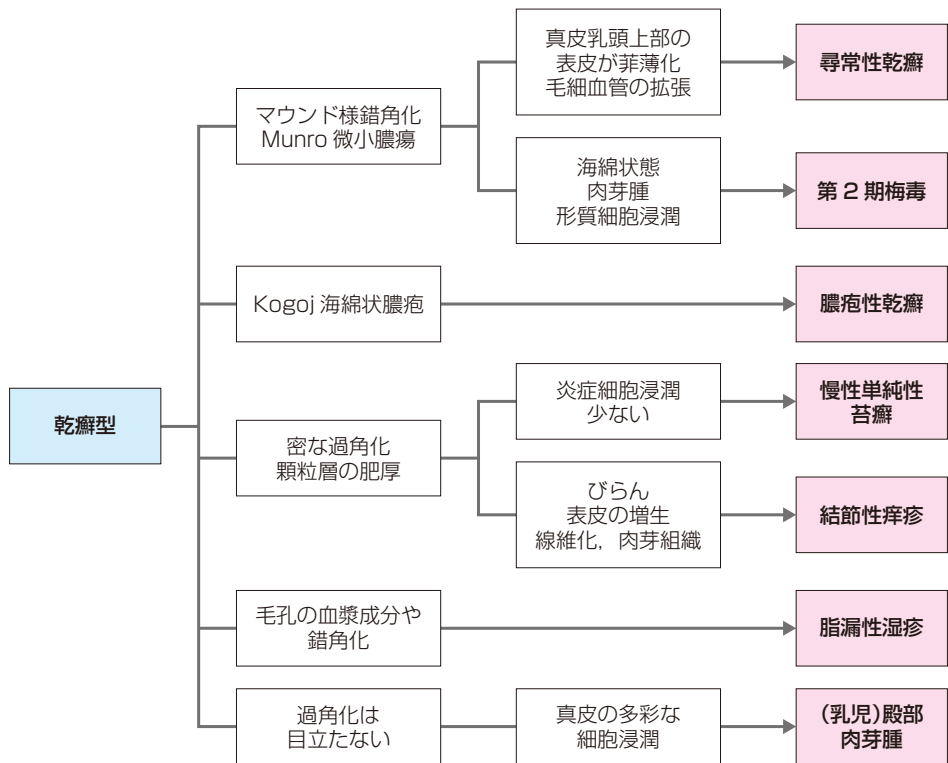 乾癬型
マウンド様錯角化
Munro 微小膿瘍
真皮乳頭上部の
表皮が菲薄化
毛細血管の拡張
尋常性乾癬
海綿状態
肉芽腫
形質細胞浸潤
第 2 期梅毒
Kogoj 海綿状膿疱
膿疱性乾癬
密な過角化
顆粒層の肥厚
炎症細胞浸潤
少ない
慢性単純性
苔癬
びらん
表皮の増生
線維化，肉芽組織
結節性痒疹
毛孔の血漿成分や
錯角化
脂漏性湿疹
過角化は
目立たない
真皮の多彩な
細胞浸潤
(乳児)殿部
肉芽腫